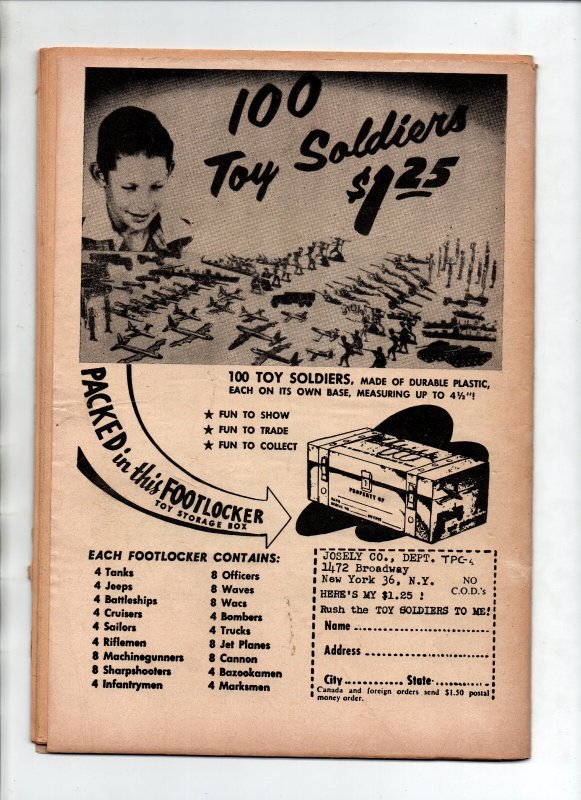 100
Toy Soldiers
$1.25
100 TOY SOLDIERS, MADE OF DURABLE PLASTIC,
EACH ON ITS OWN BASE, MEASURING UP TO 4½"!
★ FUN TO SHOW
★ FUN TO TRADE
★ FUN TO COLLECT
PACKED in this FOOTLOCKER
TOY STORAGE BOX
PROPERTY OF
EACH FOOTLOCKER CONTAINS:
4 Tanks
4 Jeeps
4 Battleships
4 Cruisers
4 Sailors
4 Riflemen
8 Machinegunners
8 Sharpshooters
4 Infantrymen
8 Officers
8 Waves
8 Wacs
4 Bombers
4 Trucks
8 Jet Planes
8 Cannon
4 Bazookamen
4 Marksmen
JOSELY CO., DEPT. TPC-
1472 Broadway
New York 36, N.Y.
NO
C.O.D.'s
HERE'S MY $1.25 !
Rush the TOY SOLDIERS TO ME!
Name
Address
City State
Canada and foreign orders send $1.50 postal
money order.